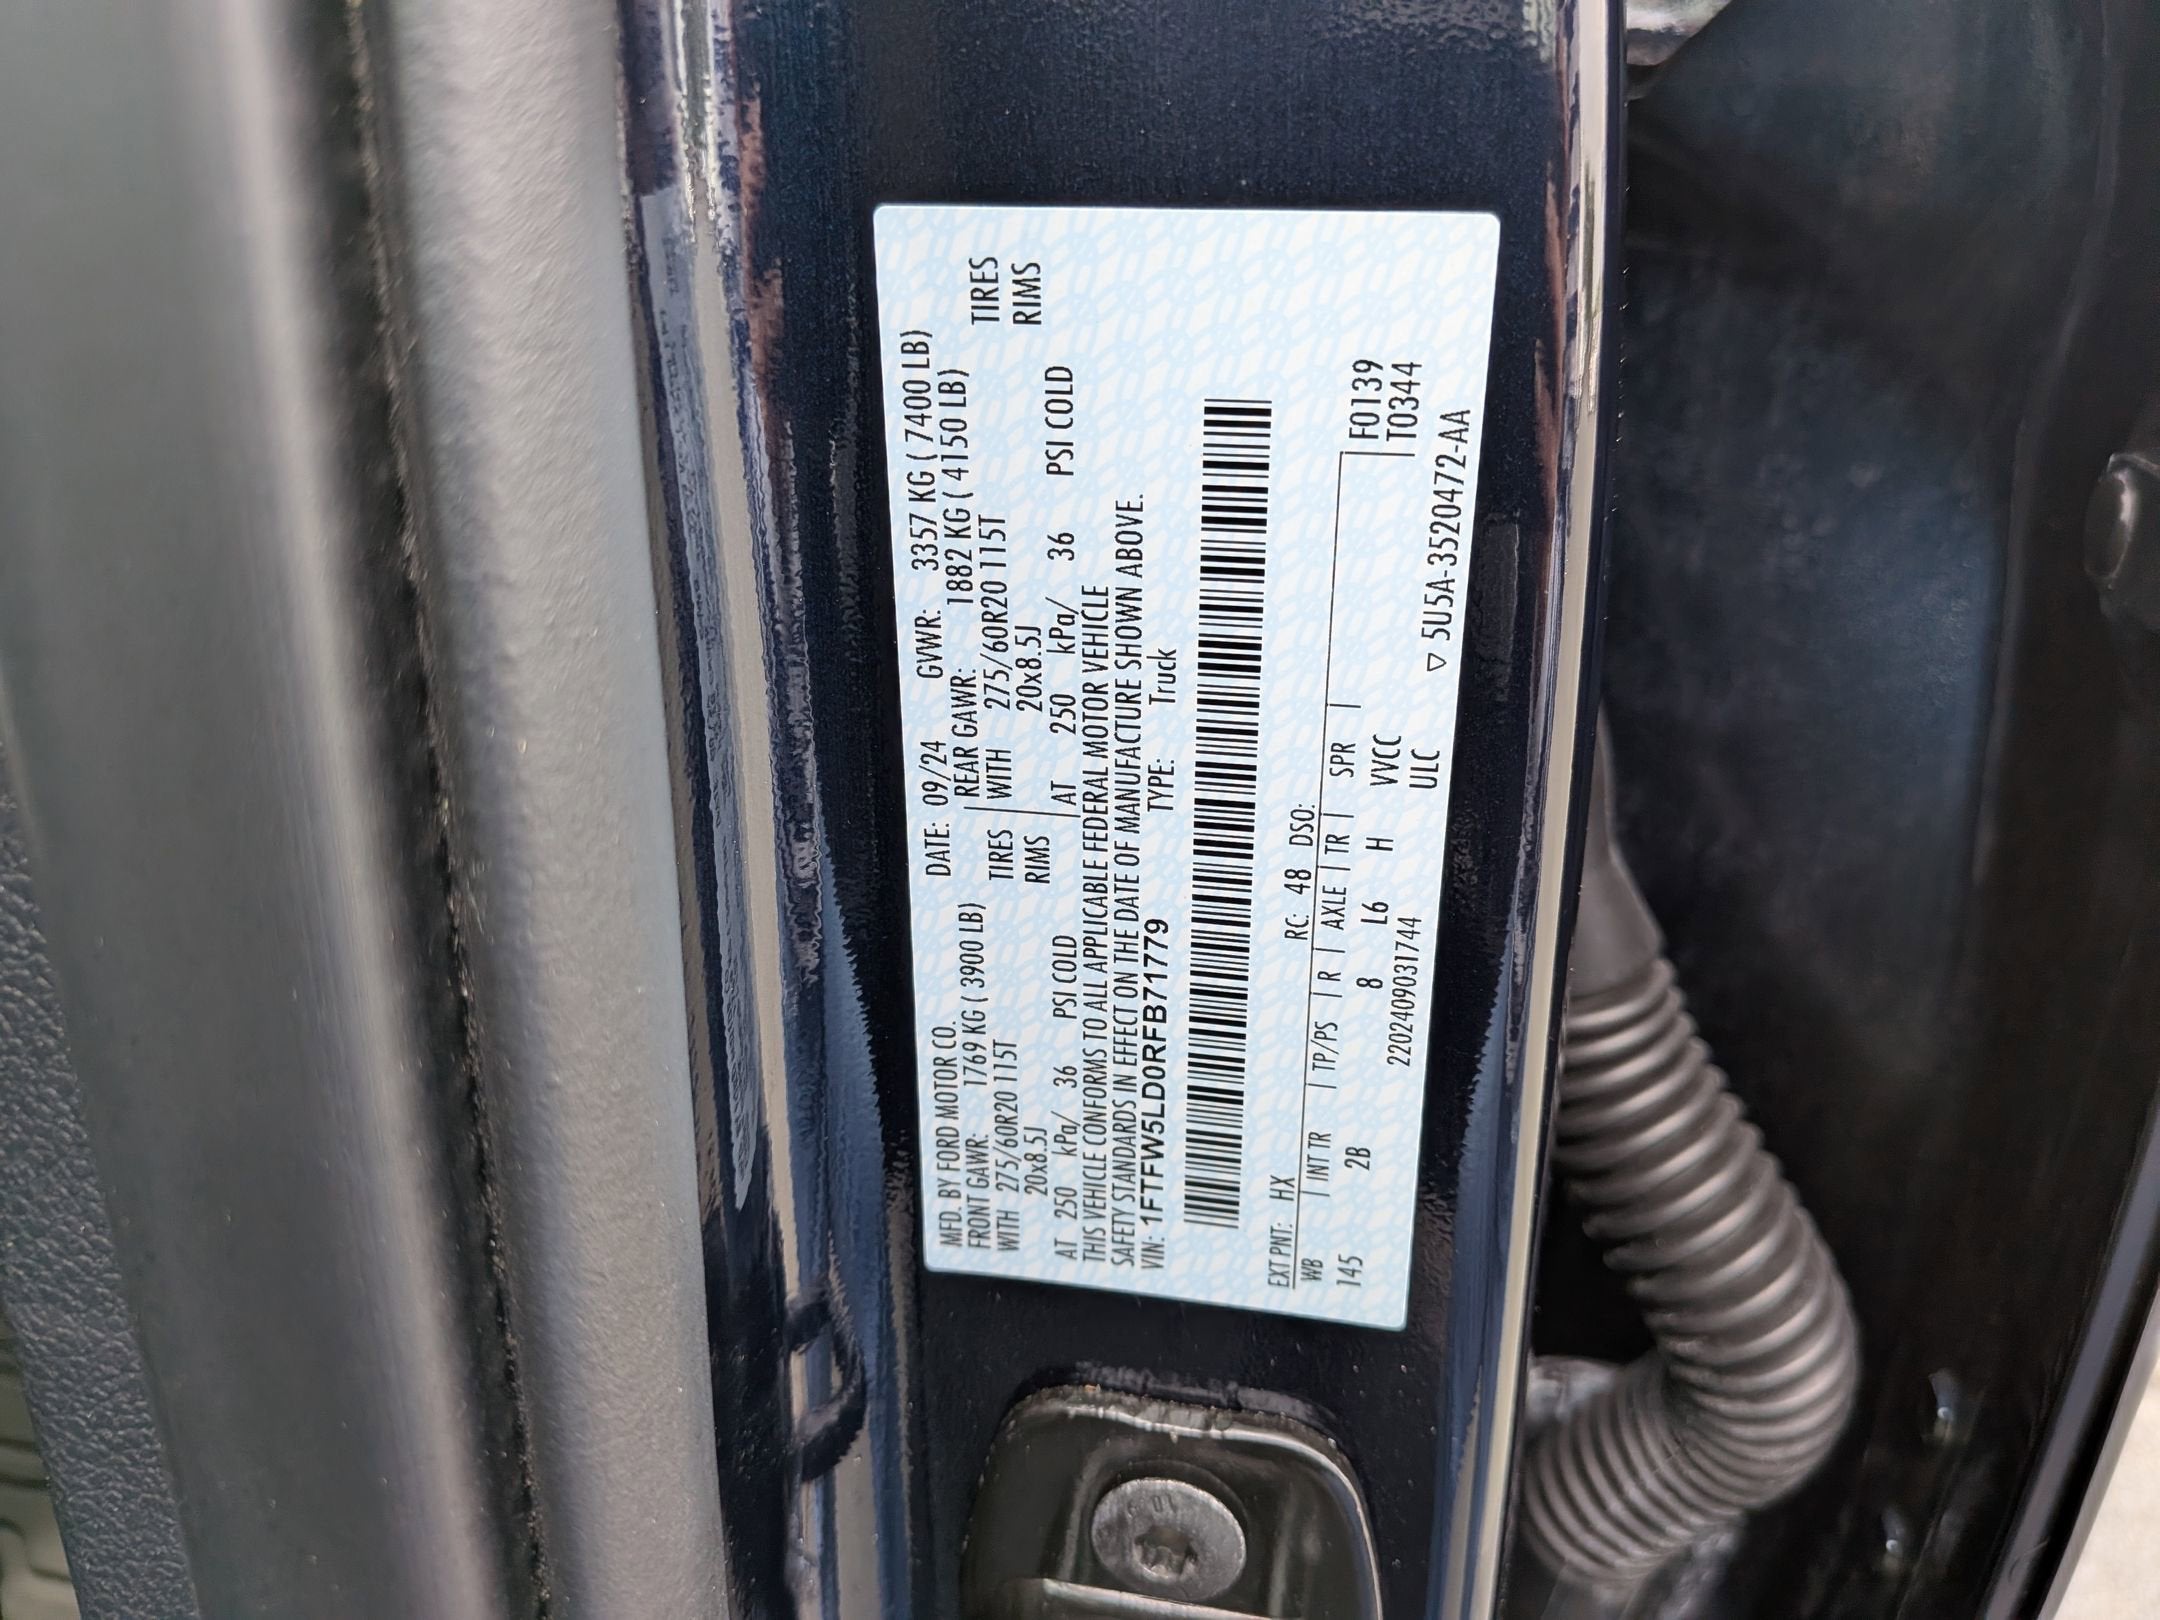 MFD. BY FORD MOTOR CO. DATE: 09/24 GVWR: 3357 KG ( 7400 LB)
FRONT GAWR: 1769 KG ( 3900 LB) REAR GAWR: 1882 KG ( 4150 LB)
WITH 275/60R20 115T TIRES WITH 275/60R20 115T TIRES
20x8.5J RIMS 20x8.5J RIMS
AT 250 kPa/ 36 PSI COLD AT 250 kPa/ 36 PSI COLD
THIS VEHICLE CONFORMS TO ALL APPLICABLE FEDERAL MOTOR VEHICLE
SAFETY STANDARDS IN EFFECT ON THE DATE OF MANUFACTURE SHOWN ABOVE.
VIN: 1FTFW5LD0RFB71779 TYPE: Truck
EXT PNT: HX RC: 48 DSO:
WB | INT TR | TP/PS | R | AXLE | TR | SPR | F0139
145 2B 8 L6 H VVCC T0344
220240903174​4 ULC
▽ 5U5A-3520472-AA